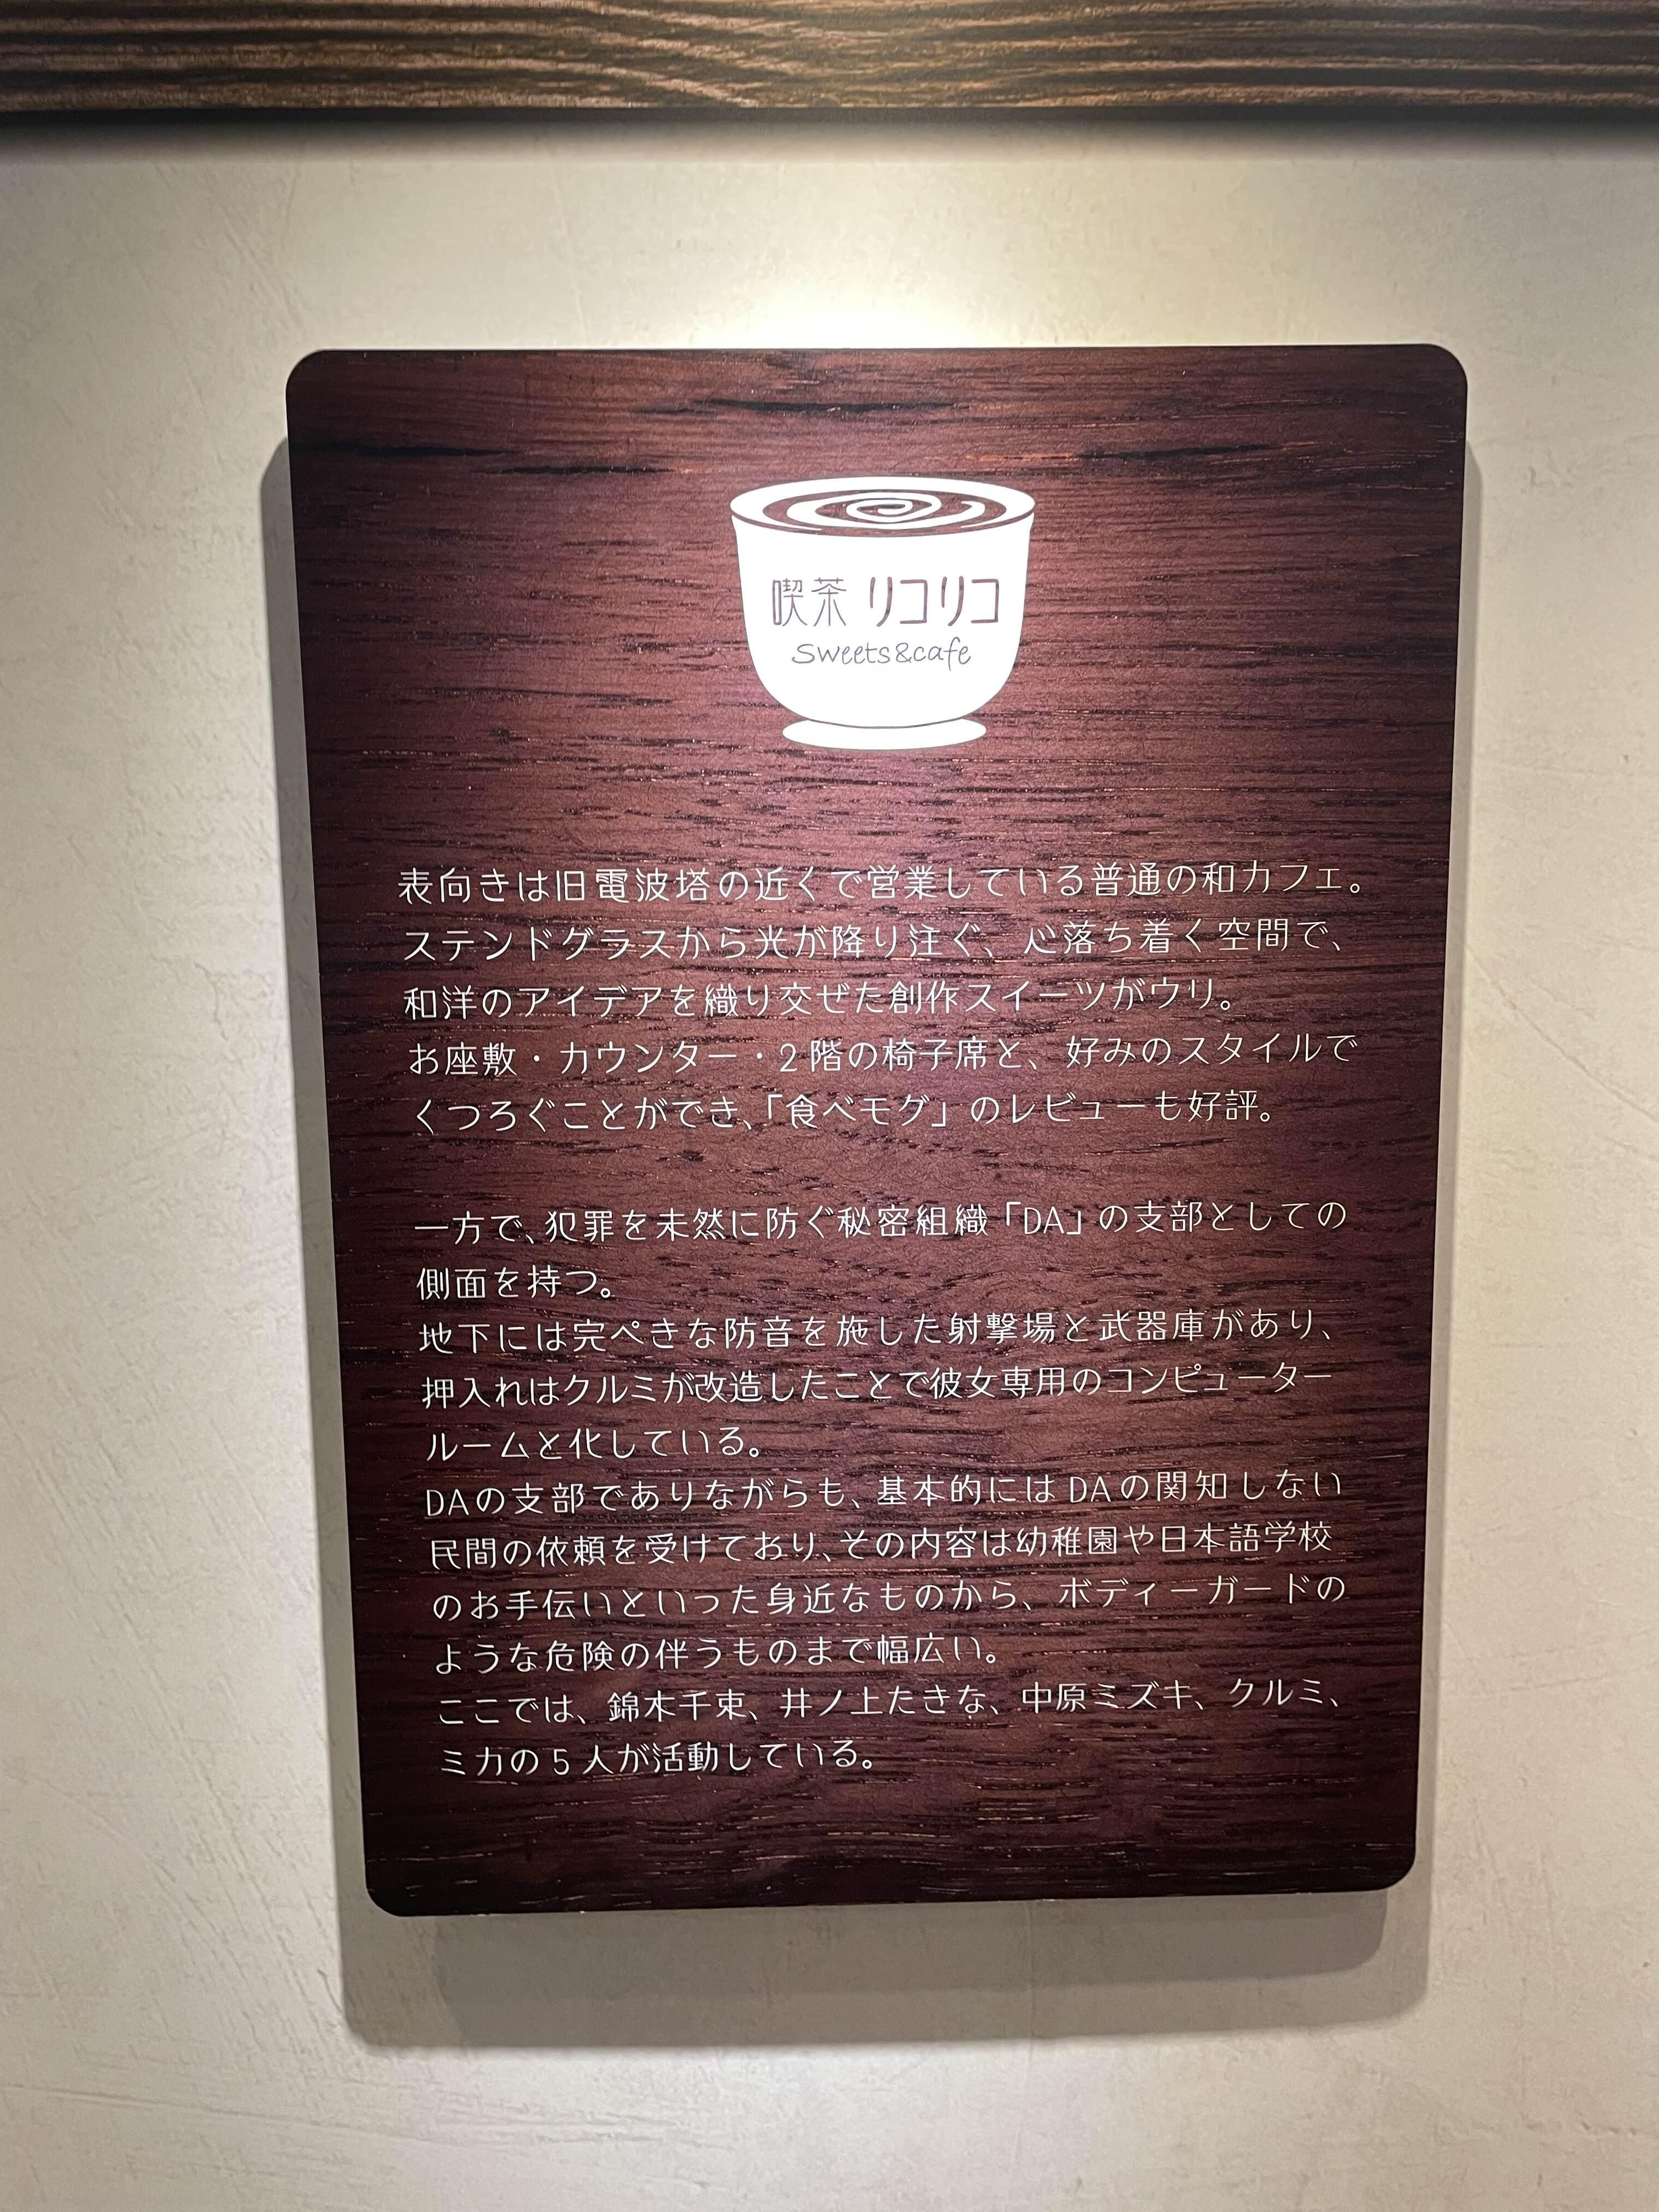 喫茶 リコリコ
Sweets&cafe
表向きは旧電波塔の近くで営業している普通の和カフェ。
ステンドグラスから光が降り注ぐ、心落ち着く空間で、
和洋のアイデアを織り交ぜた創作スイーツがウリ。
お座敷・カウンター・2階の椅子席と、好みのスタイルで
くつろぐことができ、「食べモグ」のレビューも好評。
一方で、犯罪を未然に防ぐ秘密組織「DA」の支部としての
側面を持つ。
地下には完ぺきな防音を施した射撃場と武器庫があり、
押入れはクルミが改造したことで彼女専用のコンピューター
ルームと化している。
DAの支部でありながらも、基本的にはDAの関知しない
民間の依頼を受けており、その内容は幼稚園や日本語学校
のお手伝いといった身近なものから、ボディーガードの
ような危険の伴うものまで幅広い。
ここでは、錦木千束、井ノ上たきな、中原ミズキ、クルミ、
ミカの5人が活動している。